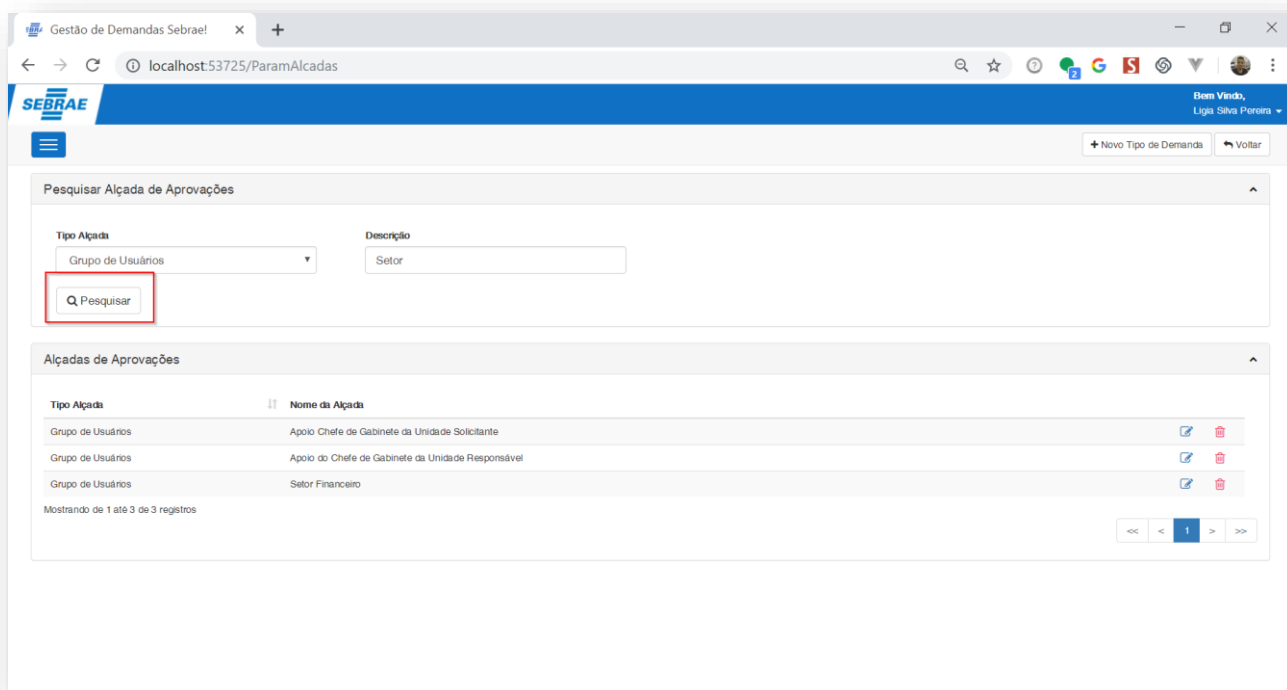 Gestão de Demandas Sebrae!
localhost:53725/ParamAlcadas
2
SEBRAE
Bem Vindo,
Ligia Silva Pereira
Novo Tipo de Demanda Voltar
Pesquisar Alçada de Aprovações
Tipo Alçada Descrição
Grupo de Usuários Setor
Pesquisar
Alçadas de Aprovações
Tipo Alçada Nome da Alçada
Grupo de Usuários Apoio Chefe de Gabinete da Unidade Solicitante
Grupo de Usuários Apoio do Chefe de Gabinete da Unidade Responsável
Grupo de Usuários Setor Financeiro
Mostrando de 1 até 3 de 3 registros
<< < 1 > >>